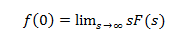 f(0) = lim_{s→∞} sF(s)